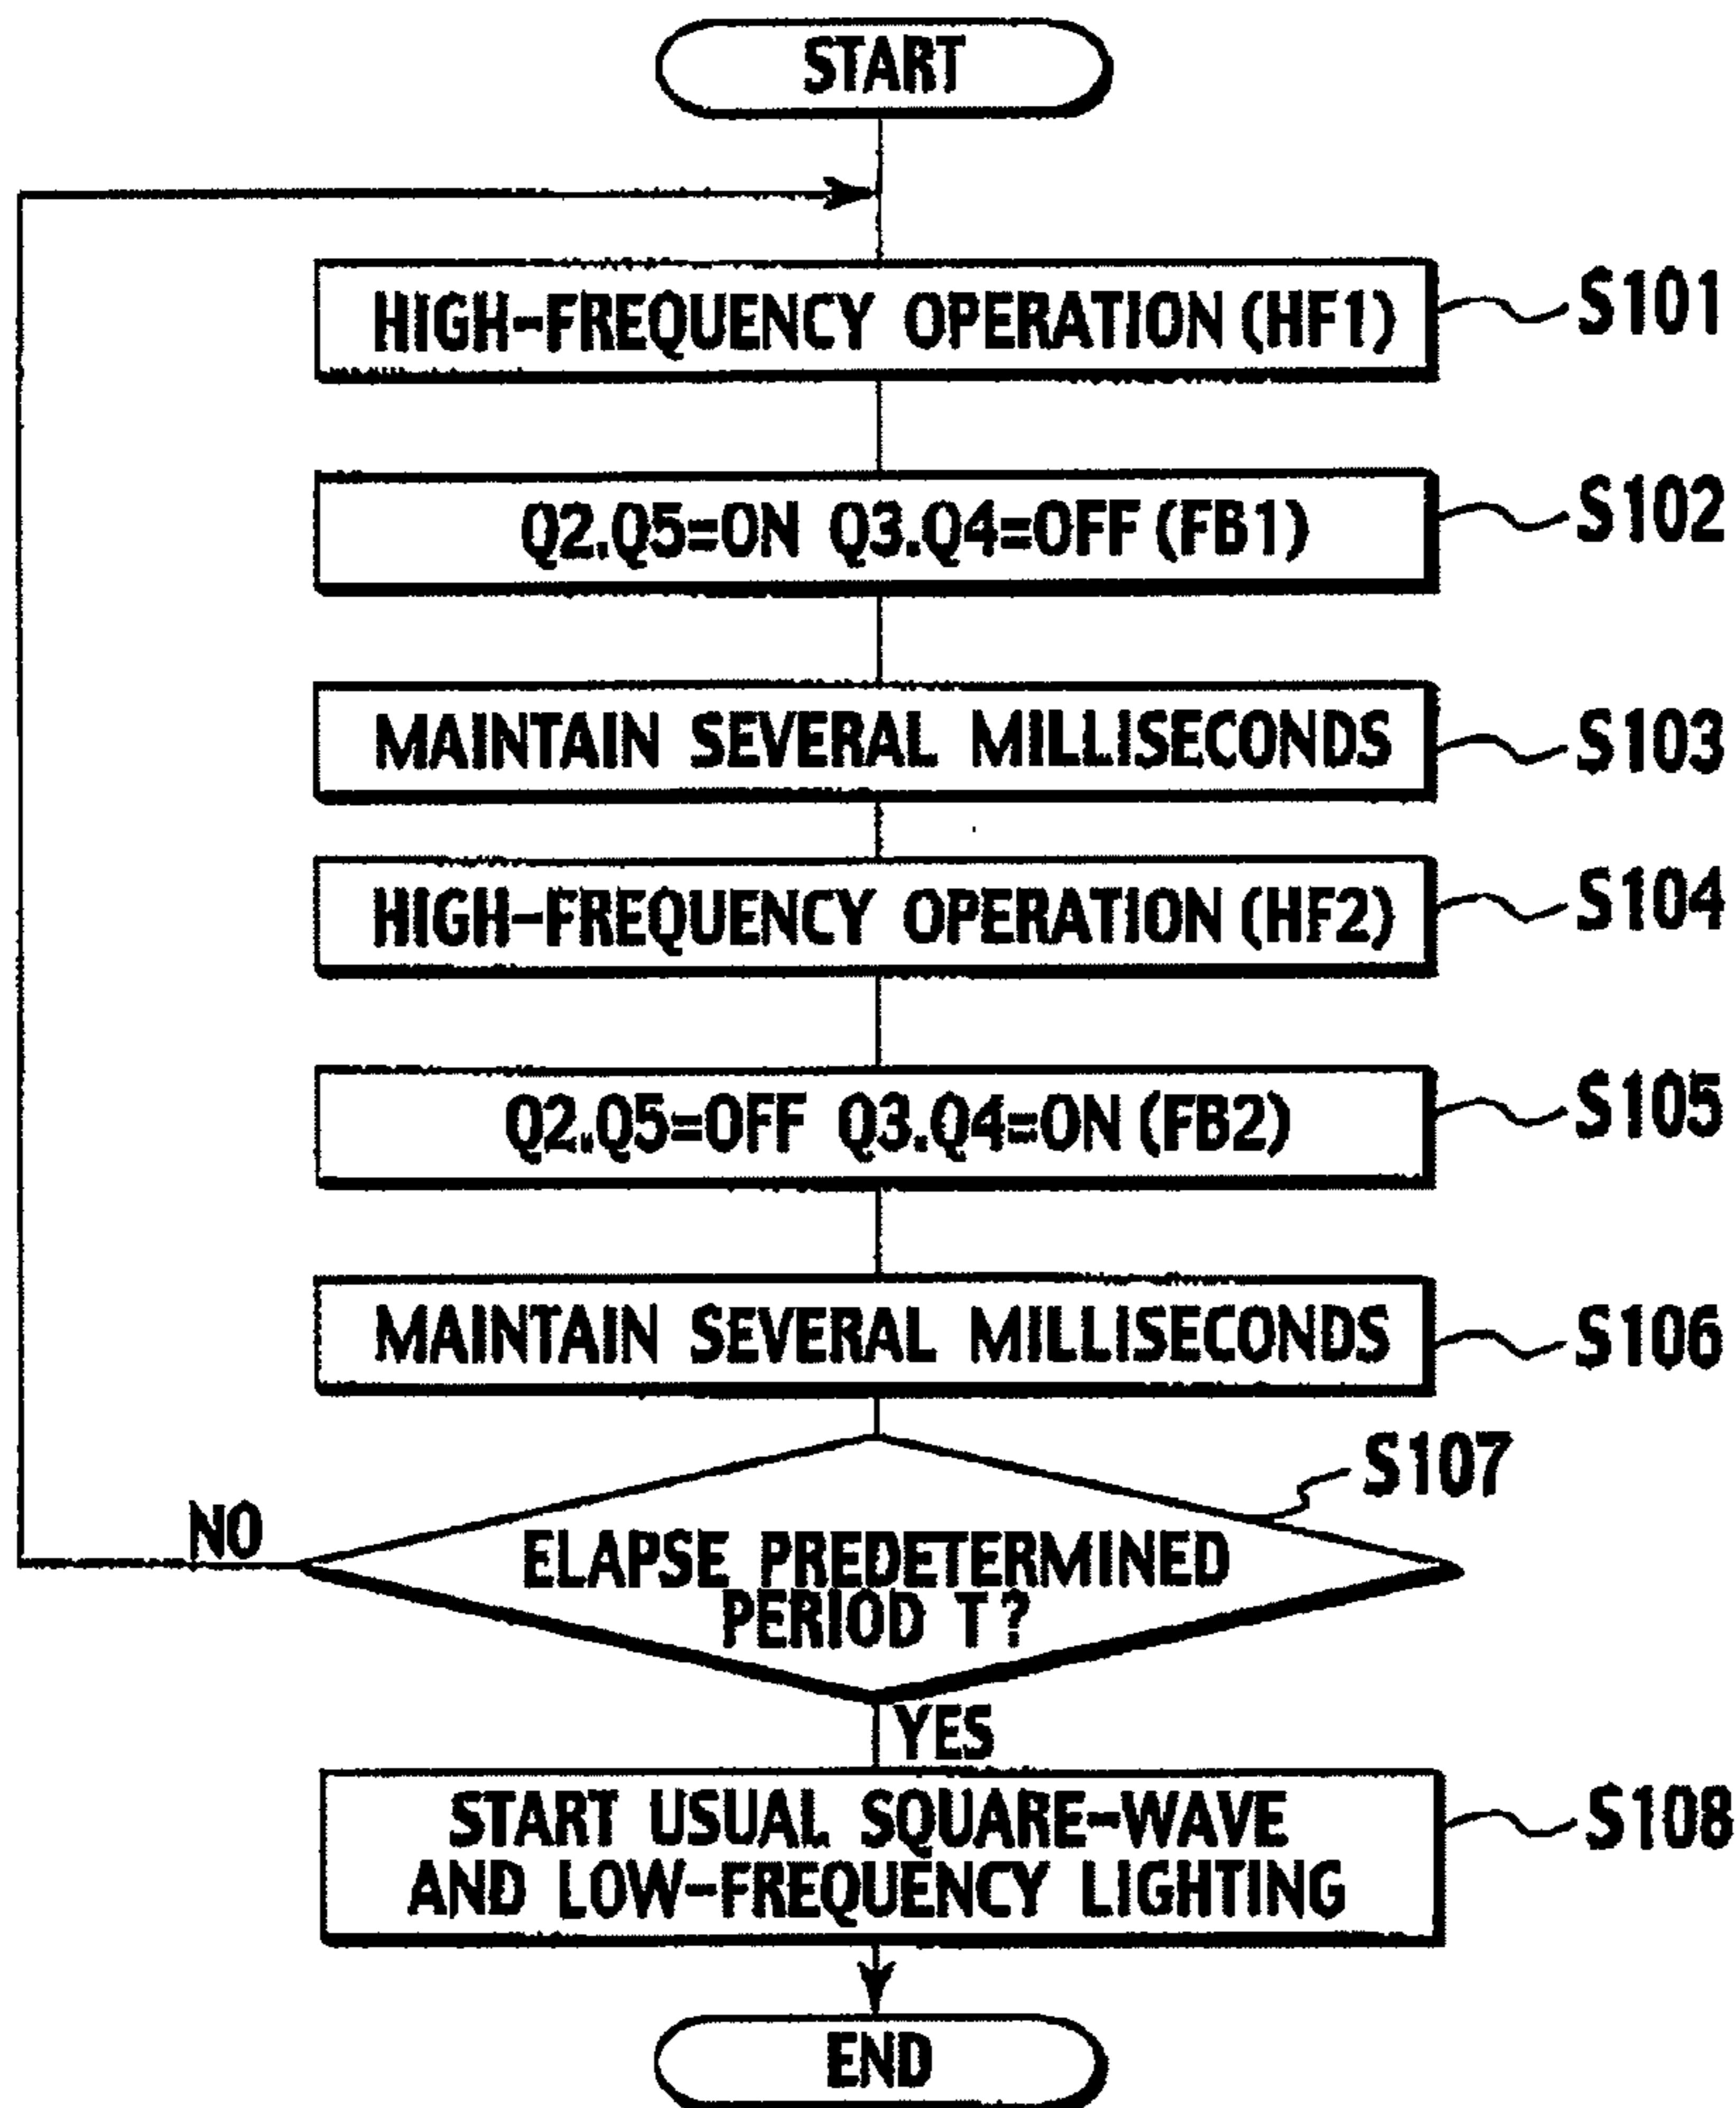 START
HIGH-FREQUENCY OPERATION (HF1)
S101
Q2.Q5=ON Q3.Q4=OFF (FB1)
S102
MAINTAIN SEVERAL MILLISECONDS
S103
HIGH-FREQUENCY OPERATION (HF2)
S104
Q2.Q5=OFF Q3.Q4=ON (FB2)
S105
MAINTAIN SEVERAL MILLISECONDS
S106
S107
NO
ELAPSE PREDETERMINED
PERIOD T?
YES
START USUAL SQUARE-WAVE
AND LOW-FREQUENCY LIGHTING
S108
END